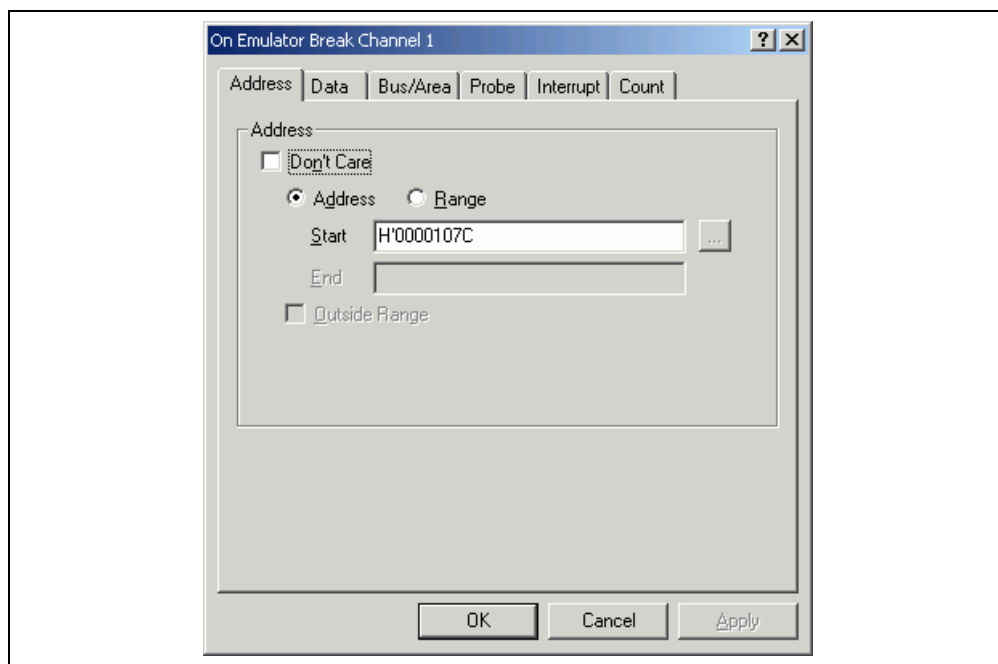 On Emulator Break Channel 1
Address Data Bus/Area Probe Interrupt Count
Address
Don't Care
Address Range
Start H'0000107C ...
End
Outside Range
OK Cancel Apply